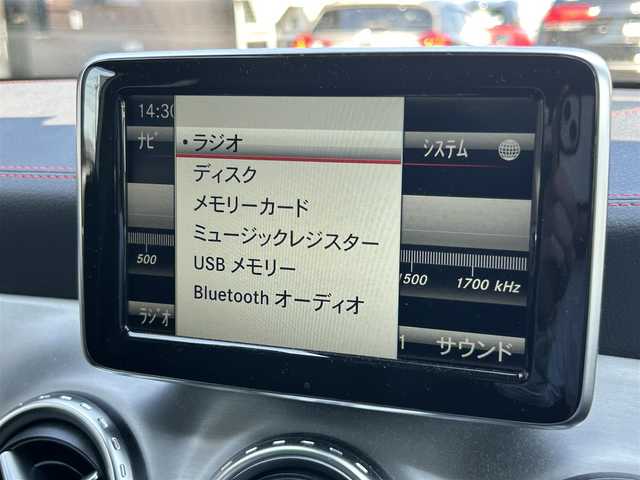 14:30
ナビ
システム
• ラジオ
ディスク
メモリーカード
ミュージックレジスター
USB メモリー
Bluetooth オーディオ
500
1500
1700 kHz
ラジオ
1
サウンド